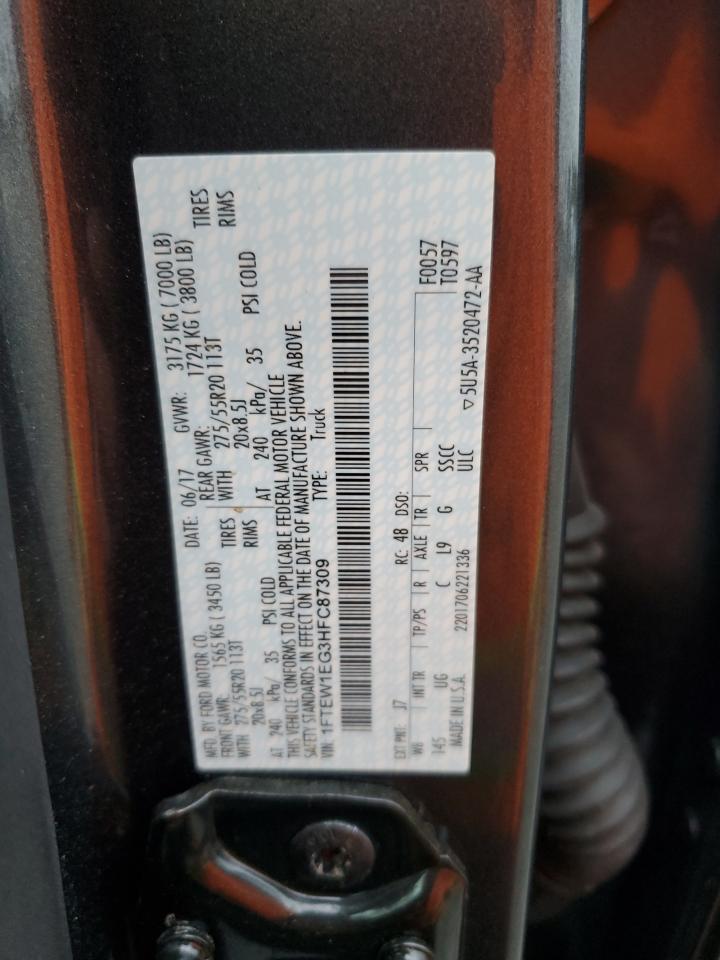 MFD. BY FORD MOTOR CO. DATE: 06/17 GVWR: 3175 KG ( 7000 LB)
FRONT GAWR: 1565 KG ( 3450 LB) REAR GAWR: 1724 KG ( 3800 LB)
WITH 275/55R20 113T TIRES WITH 275/55R20 113T TIRES
20x8.5J RIMS 20x8.5J RIMS
AT 240 kPa/ 35 PSI COLD AT 240 kPa/ 35 PSI COLD
THIS VEHICLE CONFORMS TO ALL APPLICABLE FEDERAL MOTOR VEHICLE
SAFETY STANDARDS IN EFFECT ON THE DATE OF MANUFACTURE SHOWN ABOVE.
VIN: 1FTEW1EG3HFC87309 TYPE: Truck
EXT PNT: J7 RC: 48 DSO: F0057
WB INT TR TP/PS R AXLE TR SPR T0597
145 UG C L9 G SSCC
MADE IN U.S.A. 2201706221336 ULC
▽5U5A-3520472-AA